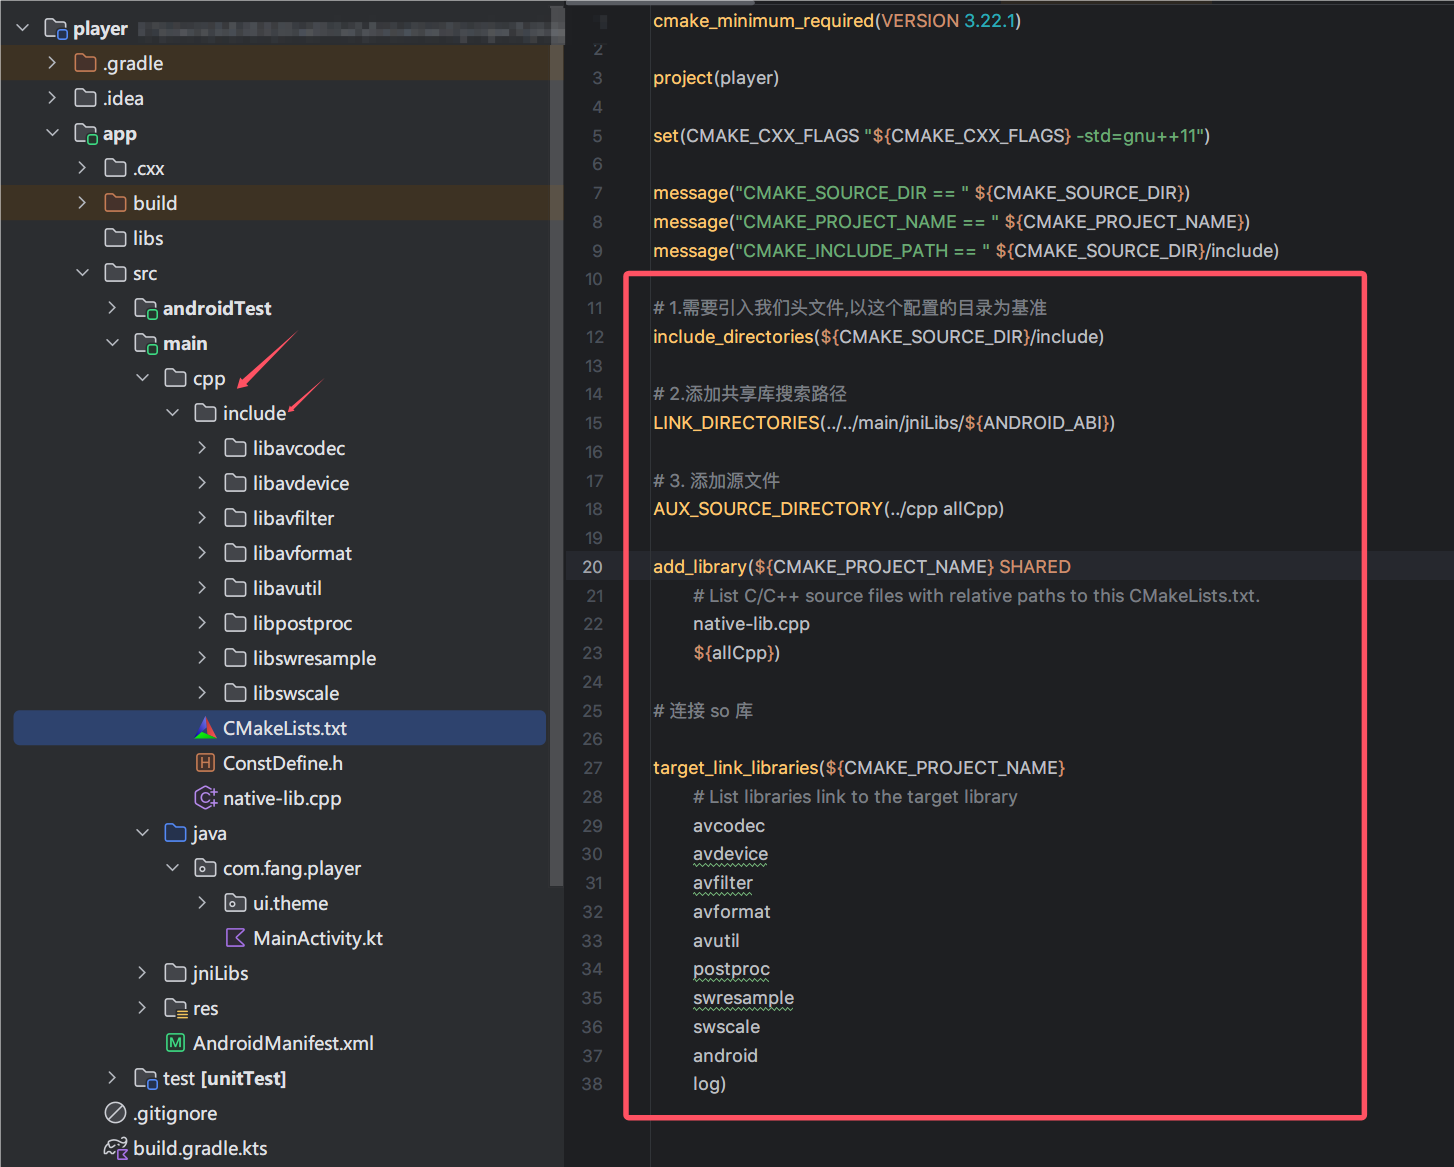 player
.gradle
.idea
app
.cxx
build
libs
src
androidTest
main
cpp
include
libavcodec
libavdevice
libavfilter
libavformat
libavutil
libpostproc
libswresample
libswscale
CMakeLists.txt
ConstDefine.h
native-lib.cpp
java
com.fang.player
ui.theme
MainActivity.kt
jniLibs
res
AndroidManifest.xml
test [unitTest]
.gitignore
build.gradle.kts
cmake_minimum_required(VERSION 3.22.1)
2
3 project(player)
4
5 set(CMAKE_CXX_FLAGS "${CMAKE_CXX_FLAGS} -std=gnu++11")
6
7 message("CMAKE_SOURCE_DIR == " ${CMAKE_SOURCE_DIR})
8 message("CMAKE_PROJECT_NAME == " ${CMAKE_PROJECT_NAME})
9 message("CMAKE_INCLUDE_PATH == " ${CMAKE_SOURCE_DIR}/include)
10
11 # 1.需要引入我们头文件,以这个配置的目录为基准
12 include_directories(${CMAKE_SOURCE_DIR}/include)
13
14 # 2.添加共享库搜索路径
15 LINK_DIRECTORIES(../../main/jniLibs/${ANDROID_ABI})
16
17 # 3. 添加源文件
18 AUX_SOURCE_DIRECTORY(../cpp allCpp)
19
20 add_library(${CMAKE_PROJECT_NAME} SHARED
21 # List C/C++ source files with relative paths to this CMakeLists.txt.
22 native-lib.cpp
23 ${allCpp})
24
25 # 连接 so 库
26
27 target_link_libraries(${CMAKE_PROJECT_NAME}
28 # List libraries link to the target library
29 avcodec
30 avdevice
31 avfilter
32 avformat
33 avutil
34 postproc
35 swresample
36 swscale
37 android
38 log)